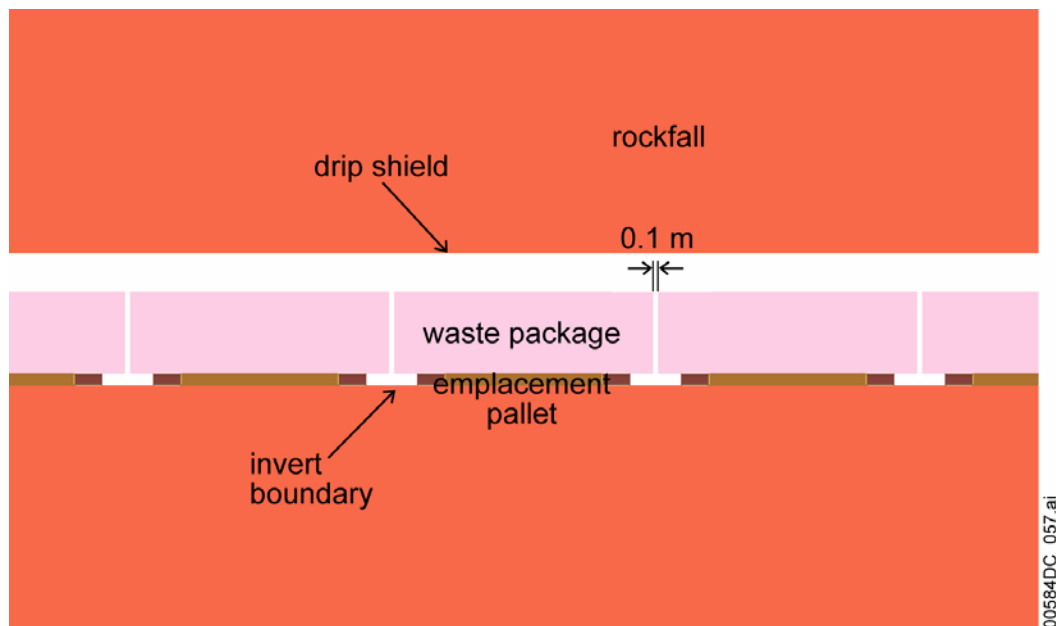 rockfall
drip shield
0.1 m
waste package
emplacement
pallet
invert
boundary
00584DC_057.ai